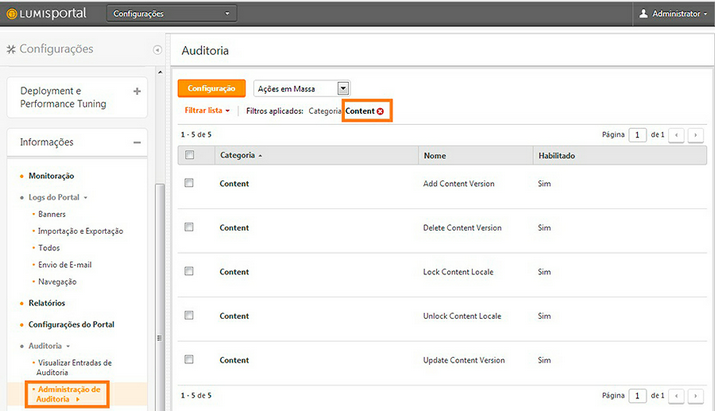 LUMISPORTAL
Configurações
Administrator
Configurações
Auditoria
Deployment e
Performance Tuning
Informações
Monitoração
Logs do Portal
Banners
Importação e Exportação
Todos
Envio de E-mail
Navegação
Relatórios
Configurações do Portal
Auditoria
Visualizar Entradas de
Auditoria
Administração de
Auditoria
Configuração
Ações em Massa
Filtrar lista
Filtros aplicados: Categoria Content
1 - 5 de 5
Página 1 de 1
Categoria Nome Habilitado
Content Add Content Version Sim
Content Delete Content Version Sim
Content Lock Content Locale Sim
Content Unlock Content Locale Sim
Content Update Content Version Sim
1 - 5 de 5
Página 1 de 1